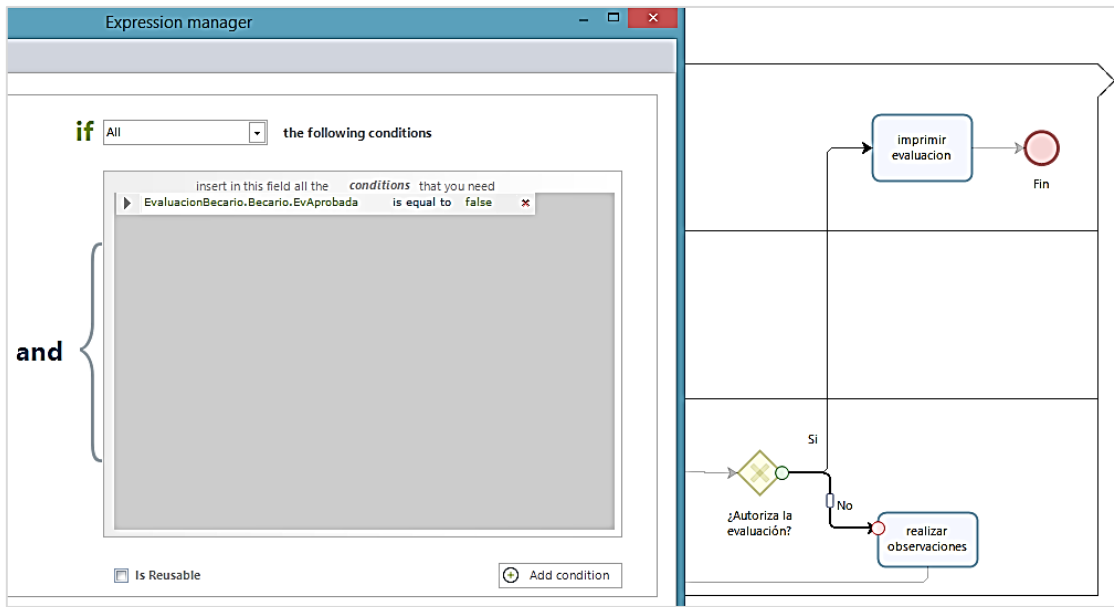 Expression manager
if All the following conditions
insert in this field all the conditions that you need
EvaluacionBecario.Becario.EvAprobada is equal to false
and
Is Reusable
Add condition
imprimir
evaluacion
Fin
Si
No
¿Autoriza la
evaluación?
realizar
observaciones